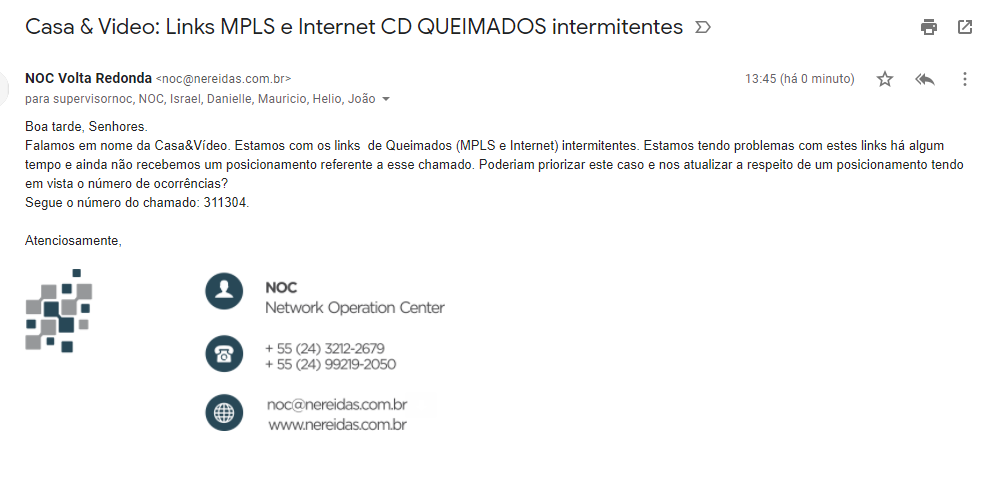 Casa & Video: Links MPLS e Internet CD QUEIMADOS intermitentes
NOC Volta Redonda <noc@nereidas.com.br>
13:45 (há 0 minuto)
para supervisornoc, NOC, Israel, Danielle, Mauricio, Helio, João
Boa tarde, Senhores.
Falamos em nome da Casa&Vídeo. Estamos com os links de Queimados (MPLS e Internet) intermitentes. Estamos tendo problemas com estes links há algum
tempo e ainda não recebemos um posicionamento referente a esse chamado. Poderiam priorizar este caso e nos atualizar a respeito de um posicionamento tendo
em vista o número de ocorrências?
Segue o número do chamado: 311304.
Atenciosamente,
NOC
Network Operation Center
+ 55 (24) 3212-2679
+ 55 (24) 99219-2050
noc@nereidas.com.br
www.nereidas.com.br